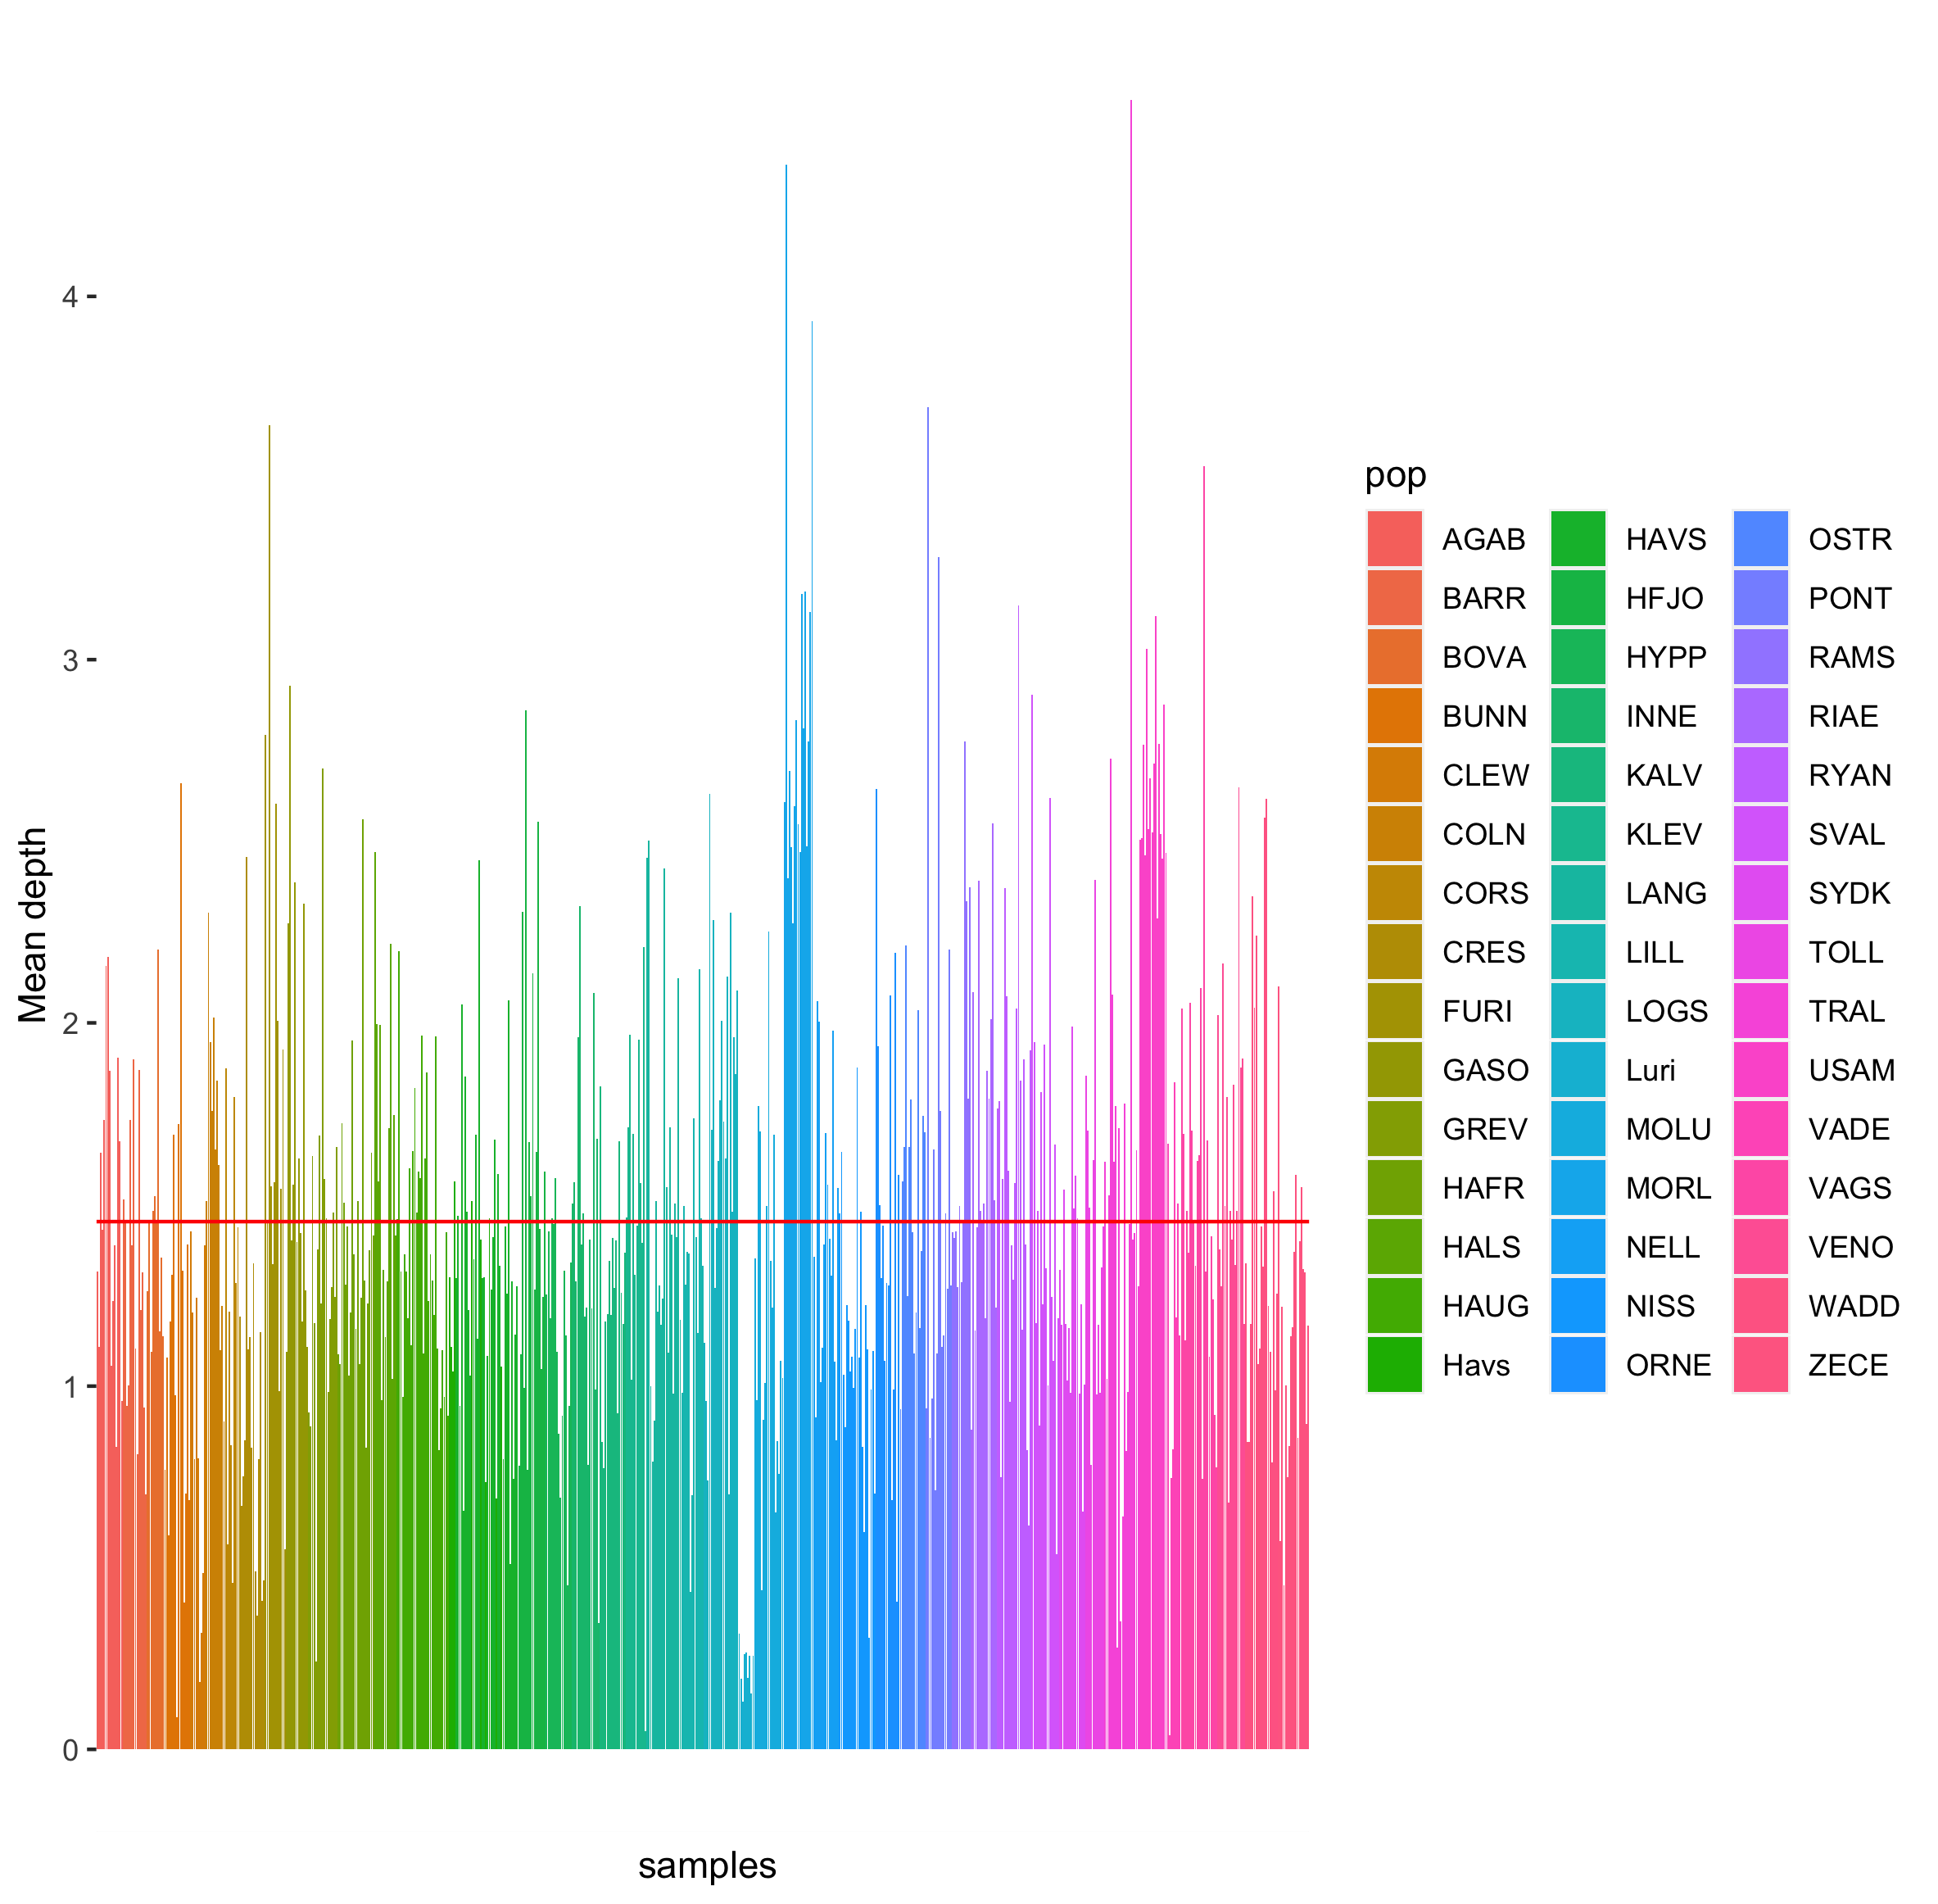 Mean depth
4
3
2
1
0
samples
pop
AGAB
BARR
BOVA
BUNN
CLEW
COLN
CORS
CRES
FURI
GASO
GREV
HAFR
HALS
HAUG
Havs
HAVS
HFJO
HYPP
INNE
KALV
KLEV
LANG
LILL
LOGS
Luri
MOLU
MORL
NELL
NISS
ORNE
OSTR
PONT
RAMS
RIAE
RYAN
SVAL
SYDK
TOLL
TRAL
USAM
VADE
VAGS
VENO
WADD
ZECE